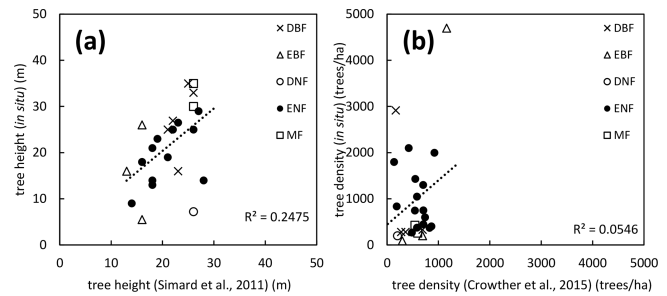 (a)
50
40
30
20
10
0
tree height (in situ) (m)
× DBF
△ EBF
○ DNF
● ENF
□ MF
R² = 0.2475
0 10 20 30 40 50
tree height (Simard et al., 2011) (m)
(b)
5000
4000
3000
2000
1000
0
tree density (in situ) (trees/ha)
× DBF
△ EBF
○ DNF
● ENF
□ MF
R² = 0.0546
0 1000 2000 3000 4000 5000
tree density (Crowther et al., 2015) (trees/ha)